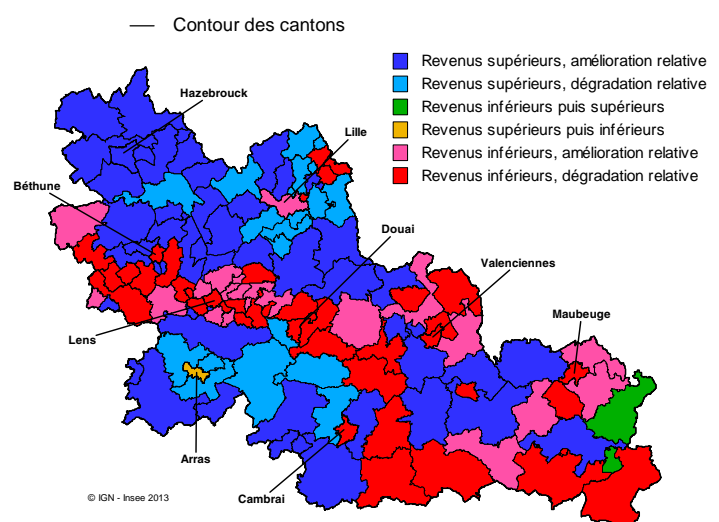 Contour des cantons
Revenus supérieurs, amélioration relative
Revenus supérieurs, dégradation relative
Revenus inférieurs puis supérieurs
Revenus supérieurs puis inférieurs
Revenus inférieurs, amélioration relative
Revenus inférieurs, dégradation relative
Hazebrouck
Lille
Béthune
Douai
Valenciennes
Maubeuge
Lens
Arras
Cambrai
© IGN - Insee 2013